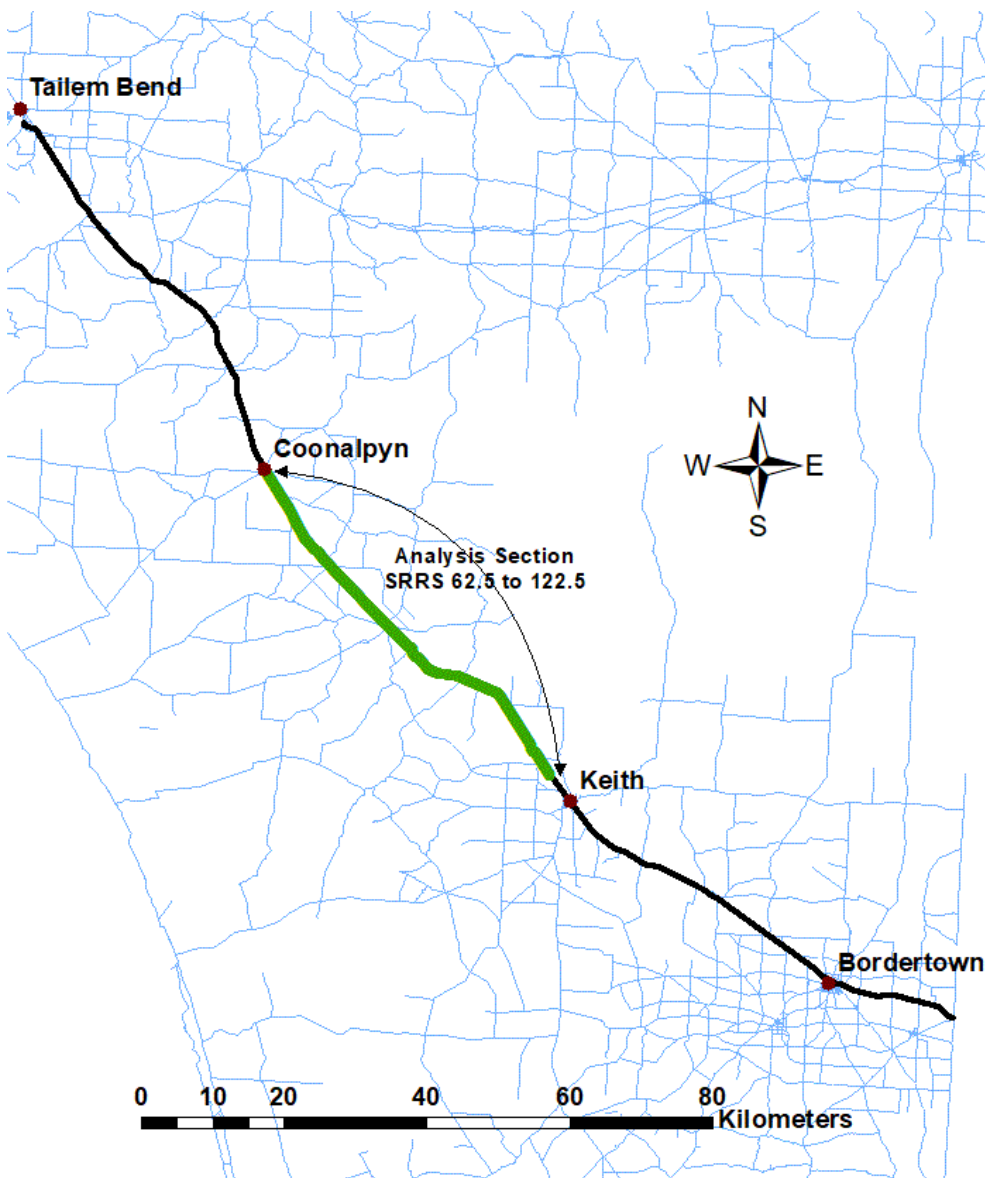 Tailem Bend
Coonalpyn
N
W E
S
Analysis Section
SRRS 62.5 to 122.5
Keith
Bordertown
0 10 20 40 60 80
Kilometers